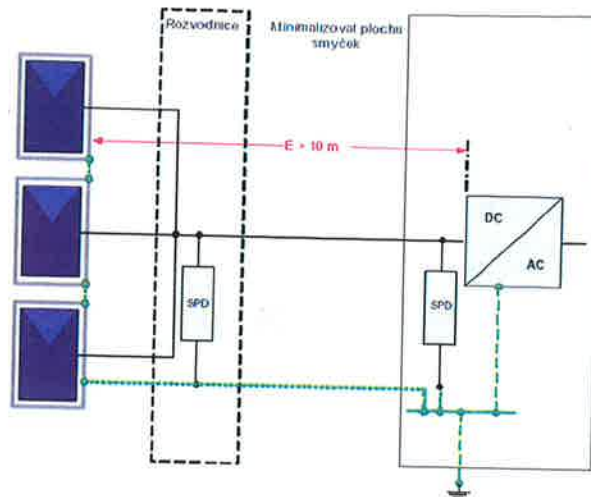 Rozvodnice
Minimalizovat plochu
smyček
E > 10 m
DC
AC
SPD
SPD